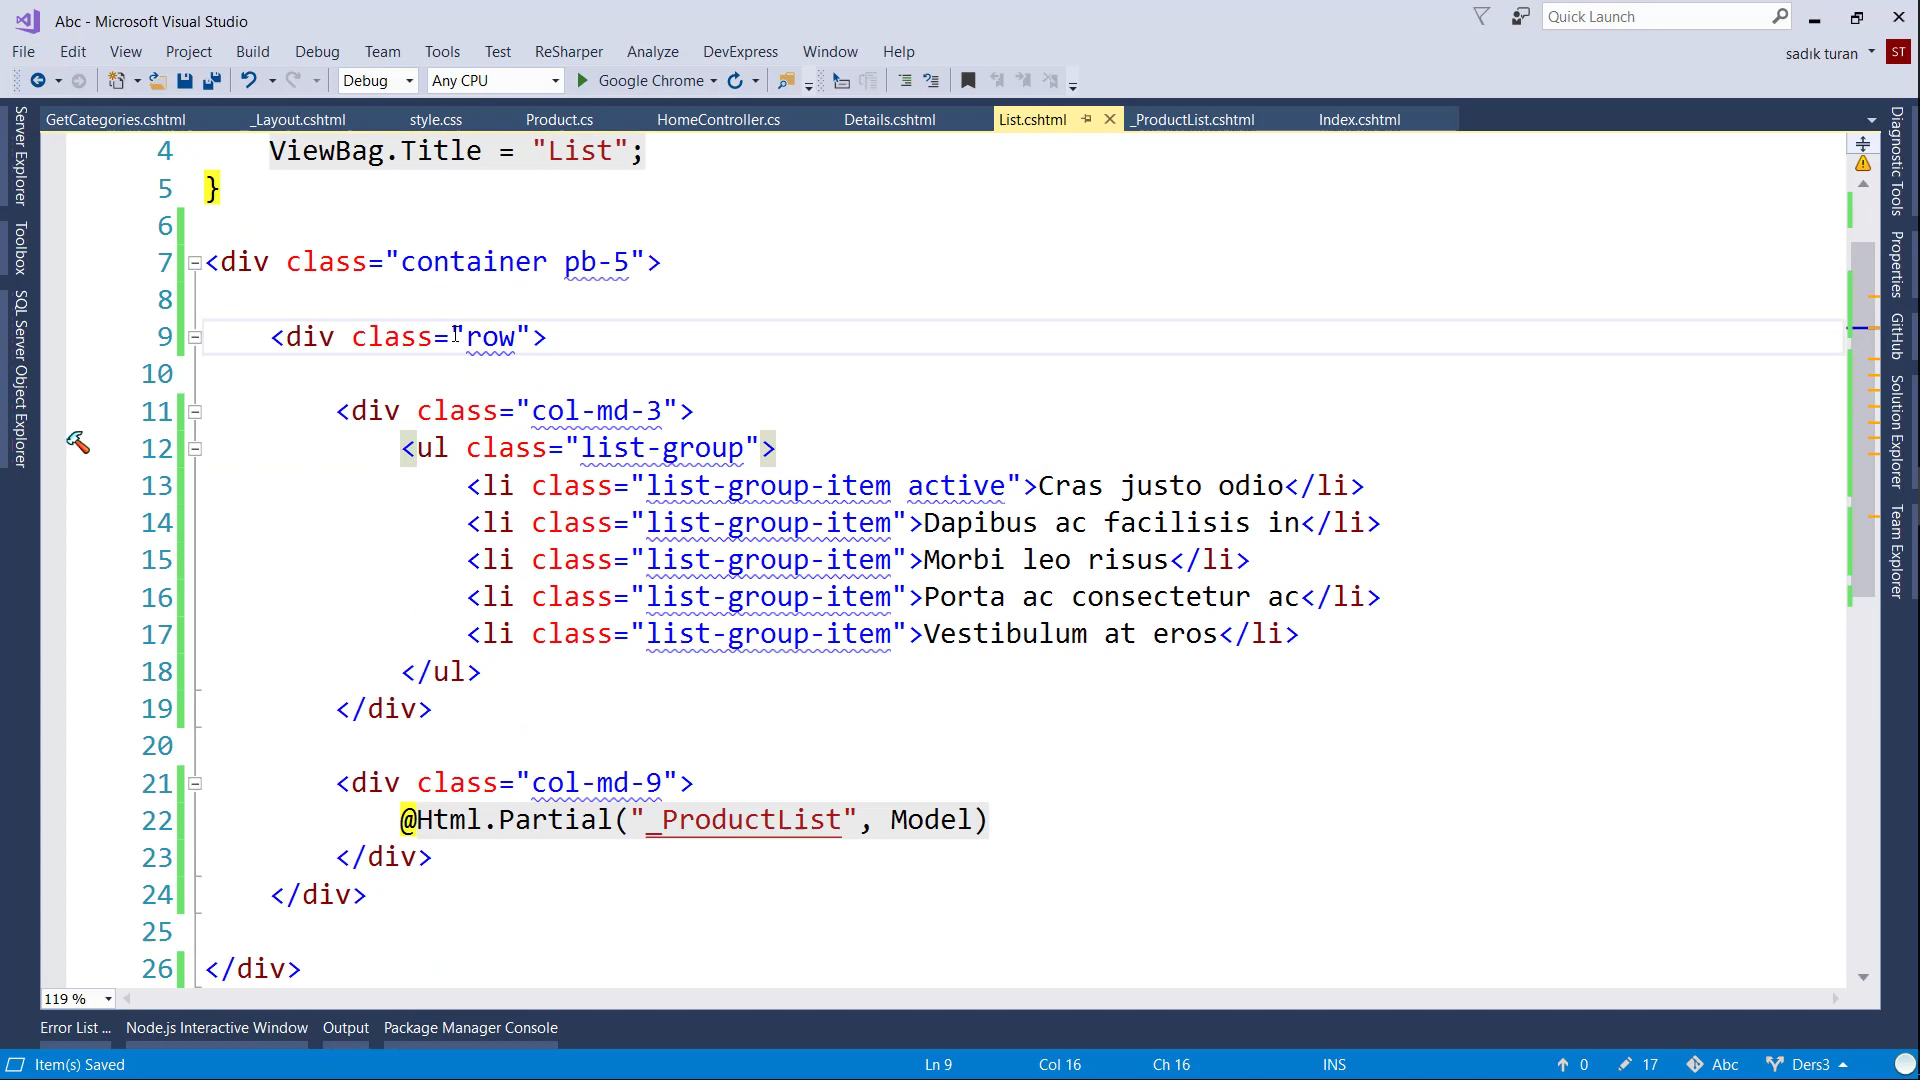 Abc - Microsoft Visual Studio
Quick Launch
File Edit View Project Build Debug Team Tools Test ReSharper Analyze DevExpress Window Help
sadık turan ST
Debug Any CPU Google Chrome
GetCategories.cshtml _Layout.cshtml style.css Product.cs HomeController.cs Details.cshtml List.cshtml _ProductList.cshtml Index.cshtml
Server Explorer
Toolbox
SQL Server Object Explorer
4 ViewBag.Title = "List";
5 }
6
7 <div class="container pb-5">
8
9 <div class="row">
10
11 <div class="col-md-3">
12 <ul class="list-group">
13 <li class="list-group-item active">Cras justo odio</li>
14 <li class="list-group-item">Dapibus ac facilisis in</li>
15 <li class="list-group-item">Morbi leo risus</li>
16 <li class="list-group-item">Porta ac consectetur ac</li>
17 <li class="list-group-item">Vestibulum at eros</li>
18 </ul>
19 </div>
20
21 <div class="col-md-9">
22 @Html.Partial("_ProductList", Model)
23 </div>
24 </div>
25
26 </div>
Diagnostic Tools
Properties
GitHub
Solution Explorer
Team Explorer
119 %
Error List ... Node.js Interactive Window Output Package Manager Console
Item(s) Saved Ln 9 Col 16 Ch 16 INS 0 17 Abc Ders3